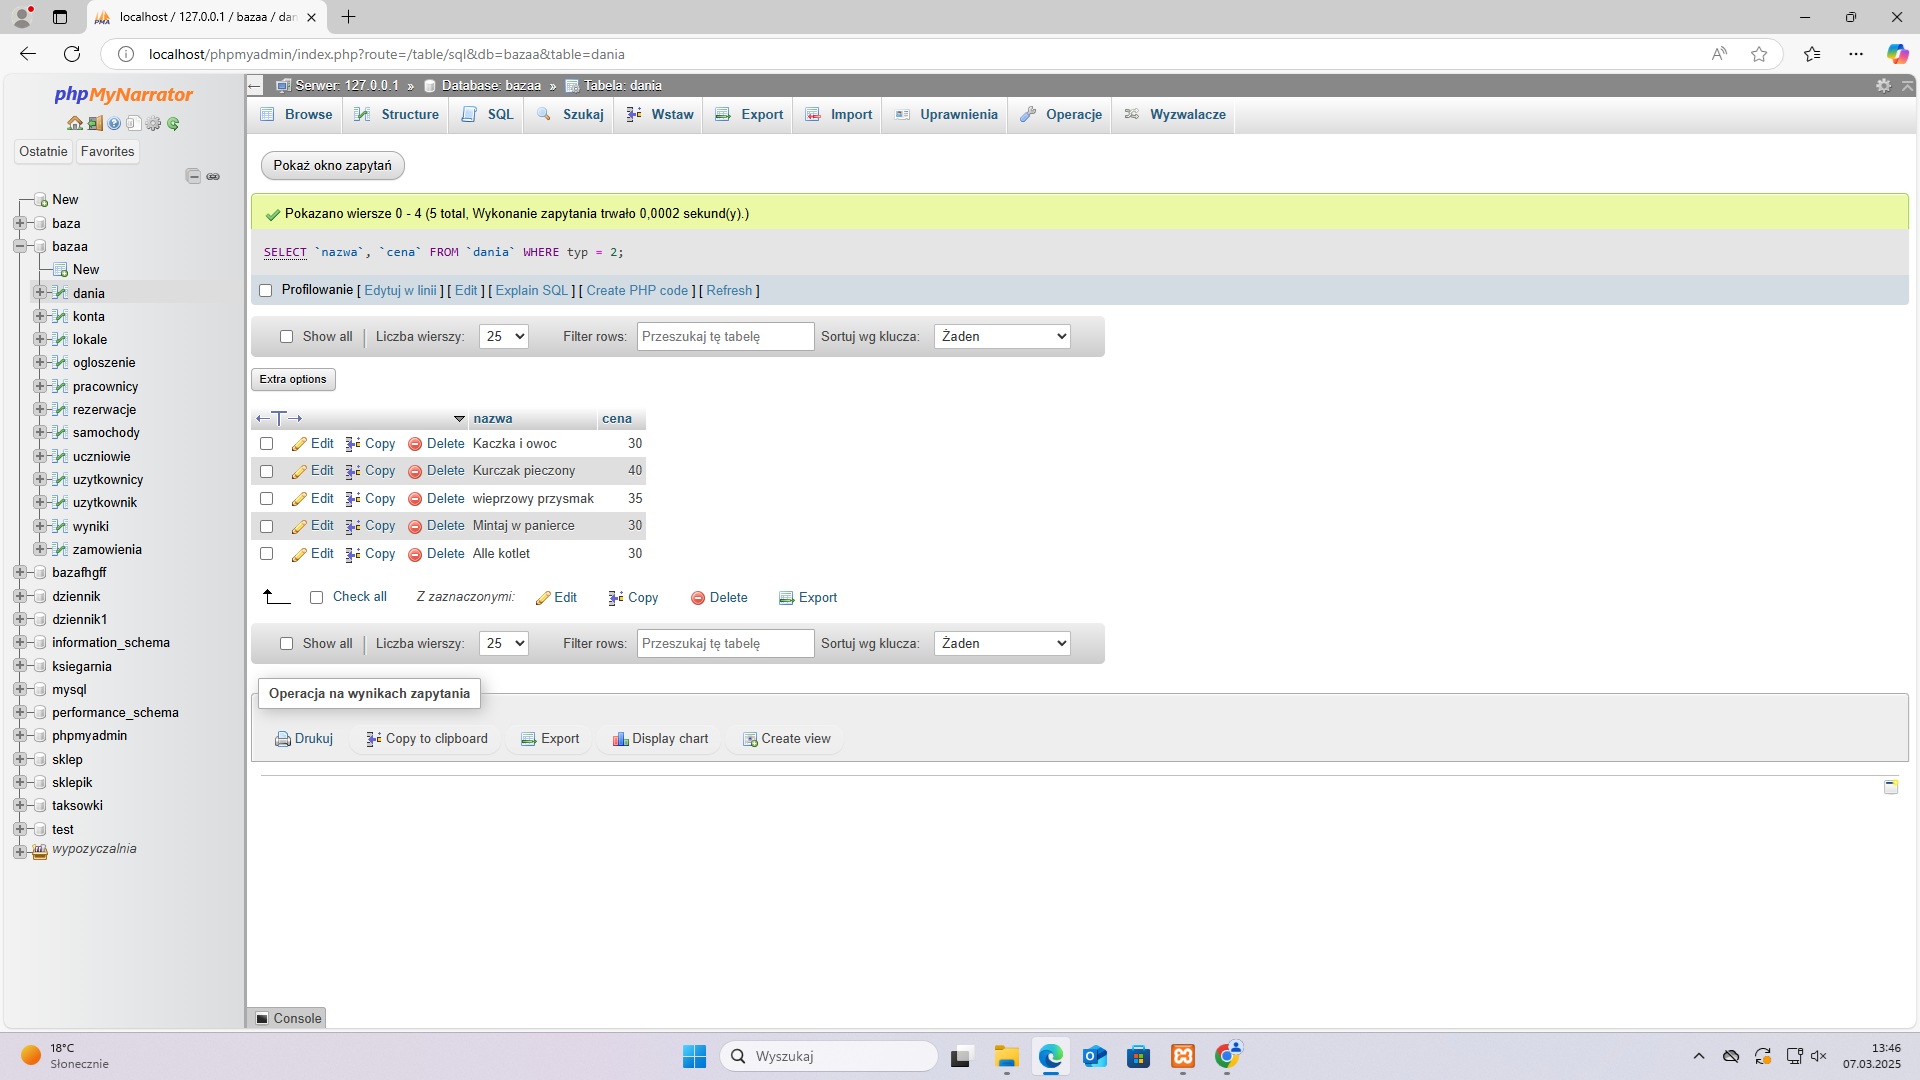 localhost / 127.0.0.1 / bazaa / dan
localhost/phpmyadmin/index.php?route=/table/sql&db=bazaa&table=dania
phpMyNarrator
Ostatnie Favorites
New
baza
bazaa
New
dania
konta
lokale
ogloszenie
pracownicy
rezerwacje
samochody
uczniowie
uzytkownicy
uzytkownik
wyniki
zamowienia
bazafhgff
dziennik
dziennik1
information_schema
ksiegarnia
mysql
performance_schema
phpmyadmin
sklep
sklepik
taksowki
test
wypozyczalnia
Serwer: 127.0.0.1 » Database: bazaa » Tabela: dania
Browse Structure SQL Szukaj Wstaw Export Import Uprawnienia Operacje Wyzwalacze
Pokaż okno zapytań
Pokazano wiersze 0 - 4 (5 total, Wykonanie zapytania trwało 0,0002 sekund(y).)
SELECT `nazwa`, `cena` FROM `dania` WHERE typ = 2;
Profilowanie [ Edytuj w linii ] [ Edit ] [ Explain SQL ] [ Create PHP code ] [ Refresh ]
Show all | Liczba wierszy: 25 Filter rows: Przeszukaj tę tabelę Sortuj wg klucza: Żaden
Extra options
←T→ nazwa cena
Edit Copy Delete Kaczka i owoc 30
Edit Copy Delete Kurczak pieczony 40
Edit Copy Delete wieprzowy przysmak 35
Edit Copy Delete Mintaj w panierce 30
Edit Copy Delete Alle kotlet 30
Check all Z zaznaczonymi: Edit Copy Delete Export
Show all | Liczba wierszy: 25 Filter rows: Przeszukaj tę tabelę Sortuj wg klucza: Żaden
Operacja na wynikach zapytania
Drukuj Copy to clipboard Export Display chart Create view
Console
18°C
Słonecznie
Wyszukaj
13:46
07.03.2025